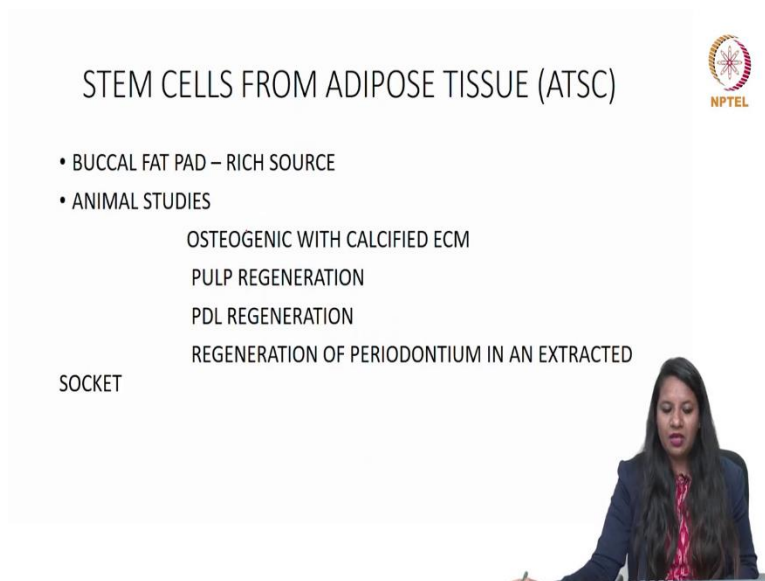 STEM CELLS FROM ADIPOSE TISSUE (ATSC)
NPTEL
• BUCCAL FAT PAD – RICH SOURCE
• ANIMAL STUDIES
OSTEOGENIC WITH CALCIFIED ECM
PULP REGENERATION
PDL REGENERATION
REGENERATION OF PERIODONTIUM IN AN EXTRACTED
SOCKET